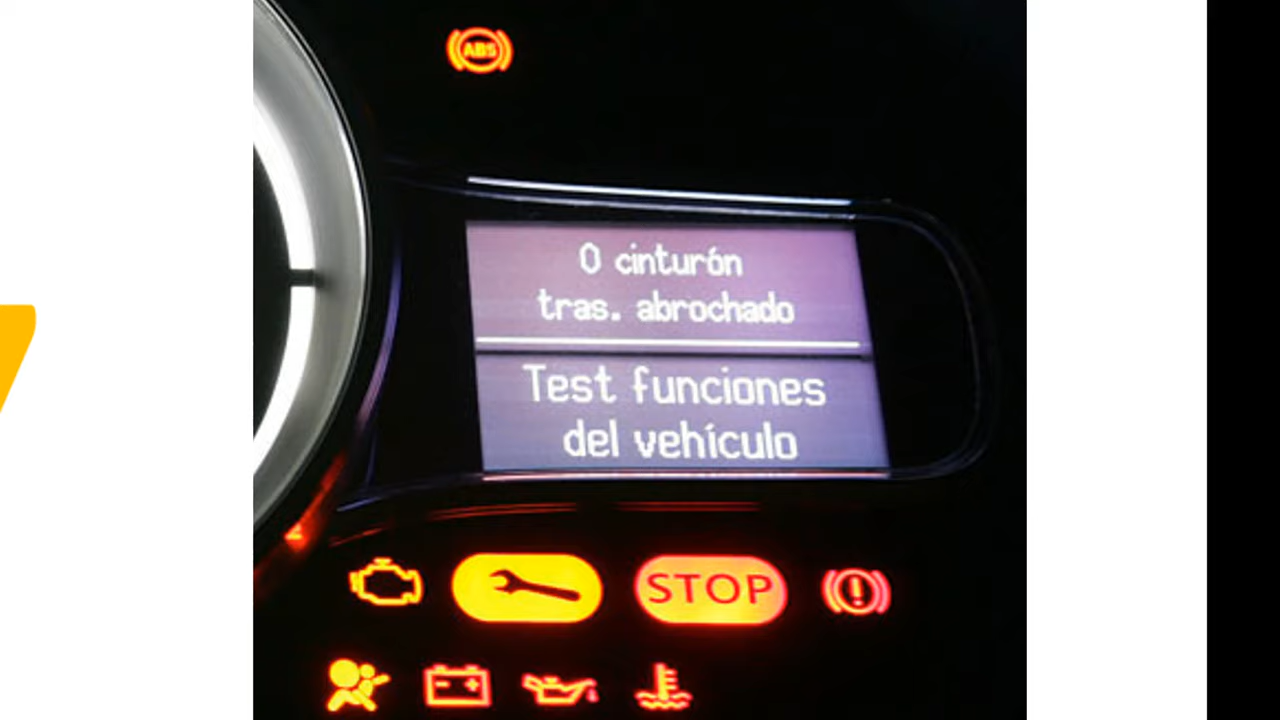 ABS
0 cinturón
tras. abrochado
Test funciones
del vehículo
STOP